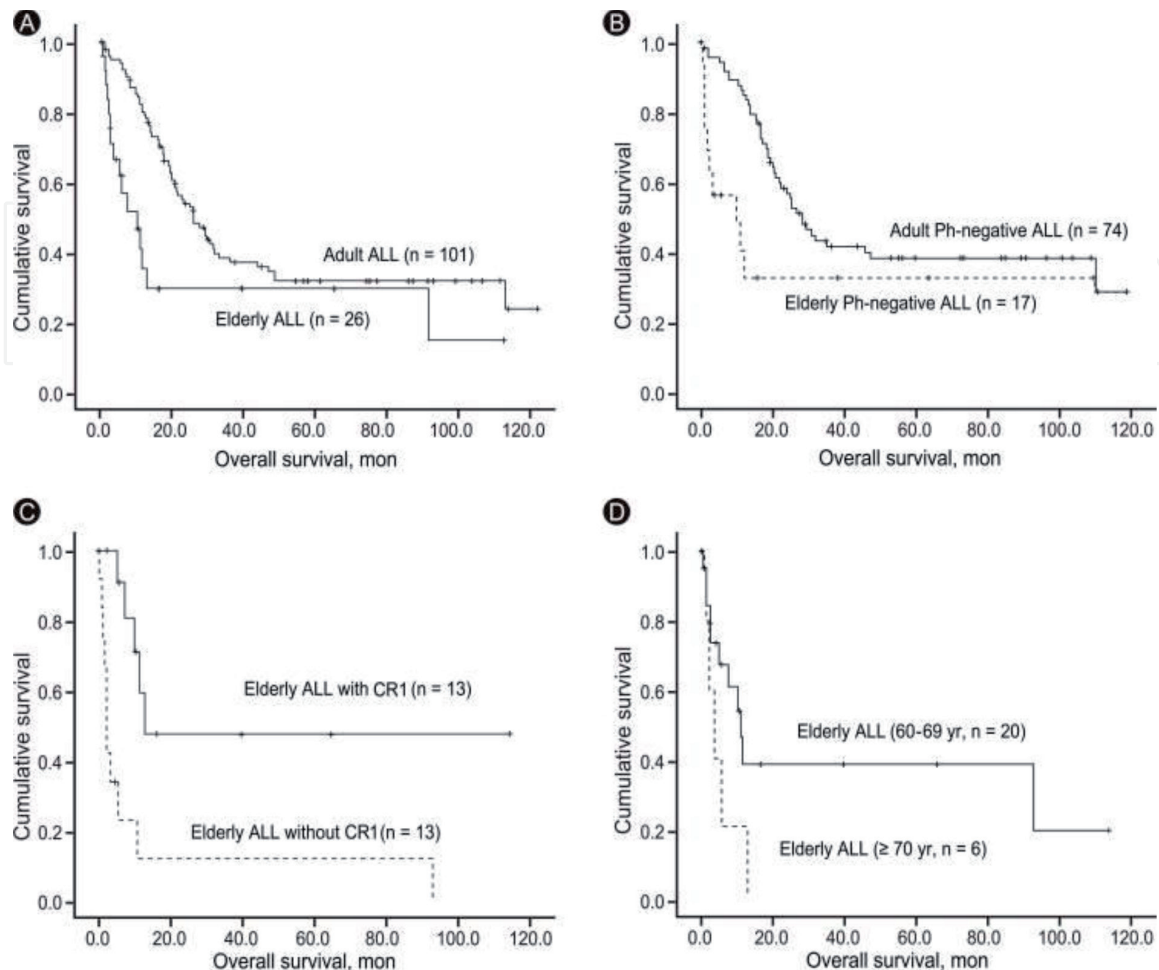 A
1.0
0.8
0.6
0.4
0.2
0.0
Cumulative survival
Adult ALL (n = 101)
Elderly ALL (n = 26)
0.0 20.0 40.0 60.0 80.0 100.0 120.0
Overall survival, mon
B
1.0
0.8
0.6
0.4
0.2
0.0
Cumulative survival
Adult Ph-negative ALL (n = 74)
Elderly Ph-negative ALL (n = 17)
0.0 20.0 40.0 60.0 80.0 100.0 120.0
Overall survival, mon
C
1.0
0.8
0.6
0.4
0.2
0.0
Cumulative survival
Elderly ALL with CR1 (n = 13)
Elderly ALL without CR1 (n = 13)
0.0 20.0 40.0 60.0 80.0 100.0 120.0
Overall survival, mon
D
1.0
0.8
0.6
0.4
0.2
0.0
Cumulative survival
Elderly ALL (60-69 yr, n = 20)
Elderly ALL (≥ 70 yr, n = 6)
0.0 20.0 40.0 60.0 80.0 100.0 120.0
Overall survival, mon